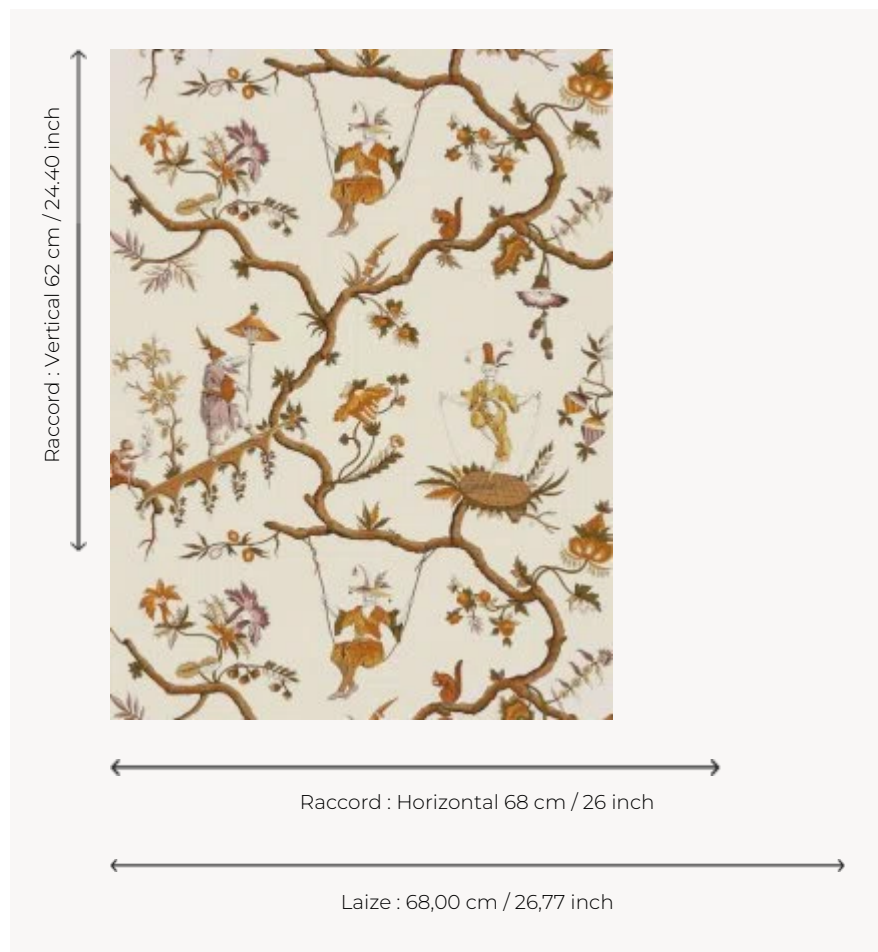 Raccord : Vertical 62 cm / 24.40 inch
Raccord : Horizontal 68 cm / 26 inch
Laize : 68,00 cm / 26,77 inch